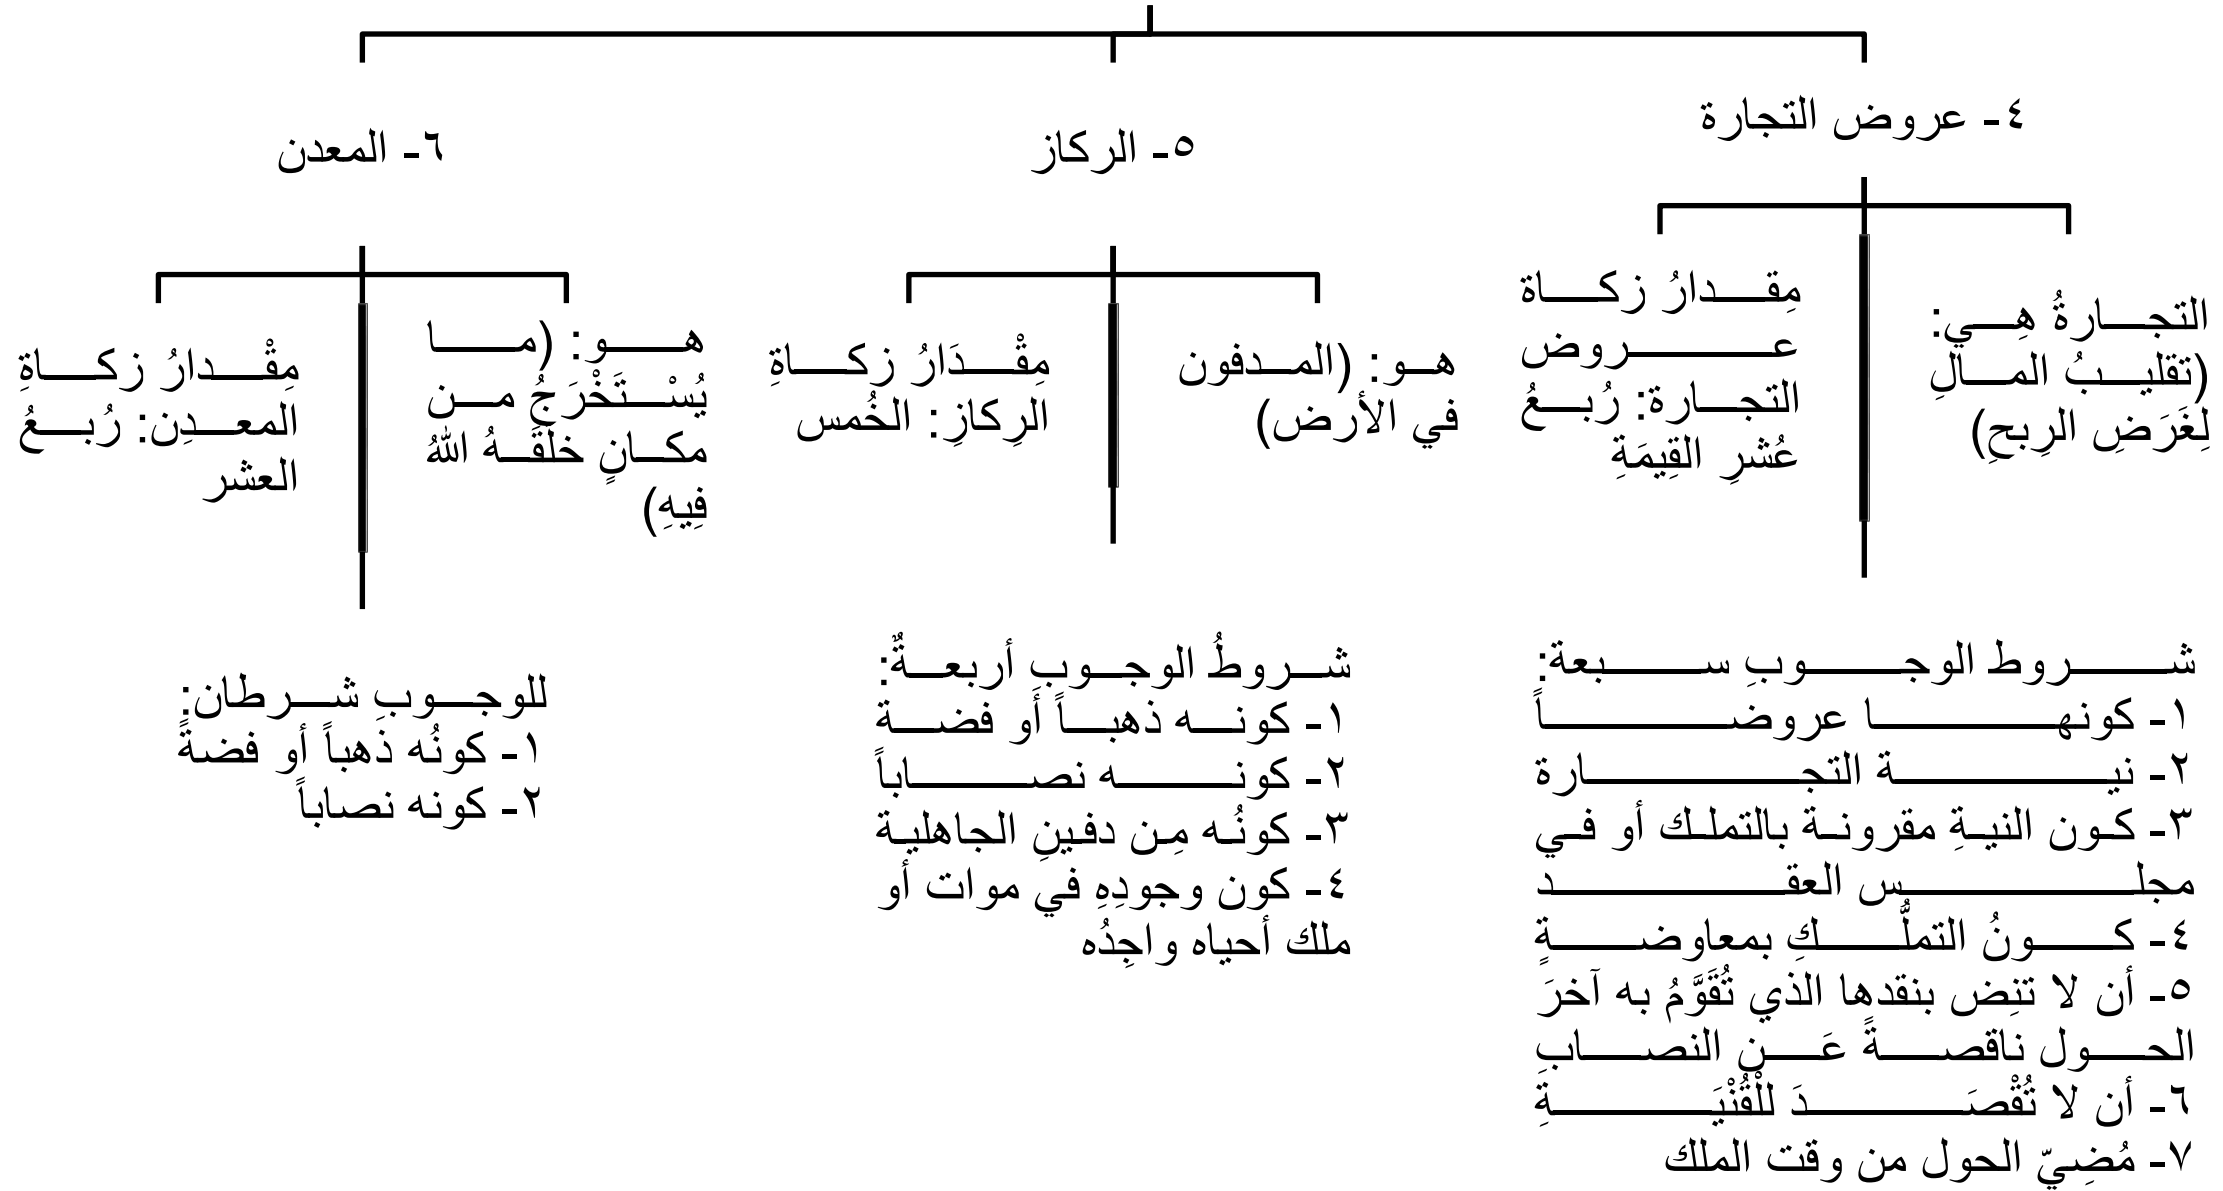 ٤- عروض التجارة
التجارةُ هِي:
(تقليبُ المالِ
لِغَرَضِ الرِبحِ)
مِقدارُ زكاة
عروض
التجارة: رُبعُ
عُشرِ القِيمَةِ
شروط الوجوبِ سبعة:
١- كونها عروضاً
٢- نية التجارة
٣- كون النيةِ مقرونة بالتملك أو في
مجلس العقد
٤- كونُ التملُّكِ بمعاوضةٍ
٥- أن لا تنِض بنقدها الذي تُقَوَّمُ به آخرَ
الحول ناقصةً عَن النصابِ
٦- أن لا تُقْصَدَ للْقُنْيَةِ
٧- مُضِيّ الحول من وقت الملك
٥- الركاز
هو: (المدفون
في الأرض)
مِقْدَارُ زكاةِ
الرِكازِ: الخُمس
شروطُ الوجوبِ أربعةٌ:
١- كونه ذهباً أو فضة
٢- كونه نصاباً
٣- كونُه مِن دفينِ الجاهلية
٤- كون وجودِهِ في موات أو
ملك أحياه واجِدُه
٦- المعدن
هو: (ما
يُسْتَخْرَجُ من
مكانٍ خلقَهُ اللهُ
فِيهِ)
مِقْدارُ زكاةِ
المعدِن: رُبعُ
العشر
للوجوبِ شرطان:
١- كونُه ذهباً أو فضةً
٢- كونه نصاباً